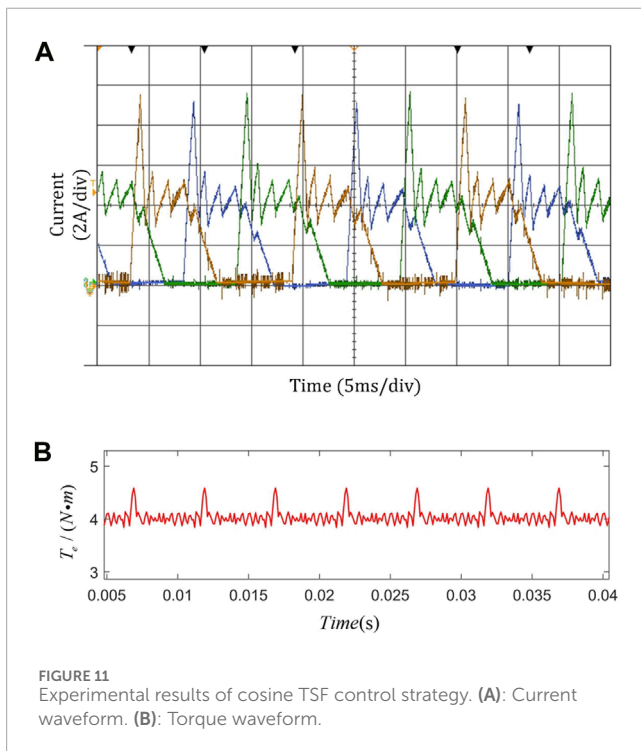 A
Current
(2A/div)
Time (5ms/div)
B
T_e / (N•m)
5
4
3
0.005 0.01 0.015 0.02 0.025 0.03 0.035 0.04
Time(s)
FIGURE 11
Experimental results of cosine TSF control strategy. (A): Current
waveform. (B): Torque waveform.